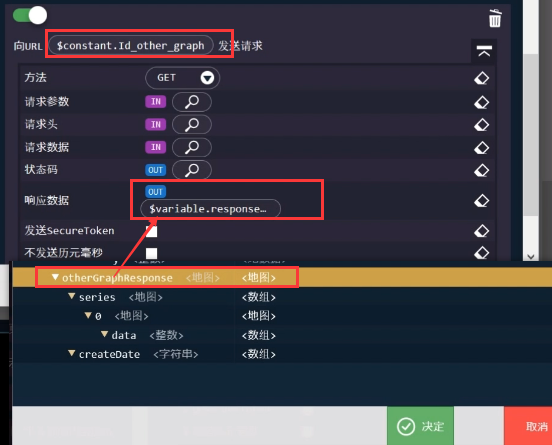 向URL $constant.Id_other_graph 发送请求
方法 GET
请求参数 IN
请求头 IN
请求数据 IN
状态码 OUT
响应数据 OUT
$variable.response…
发送SecureToken
不发送历元毫秒
otherGraphResponse <地图> <地图>
series <地图> <数组>
0 <地图> <地图>
data <整数> <数组>
createDate <字符串> <数组>
决定 取消